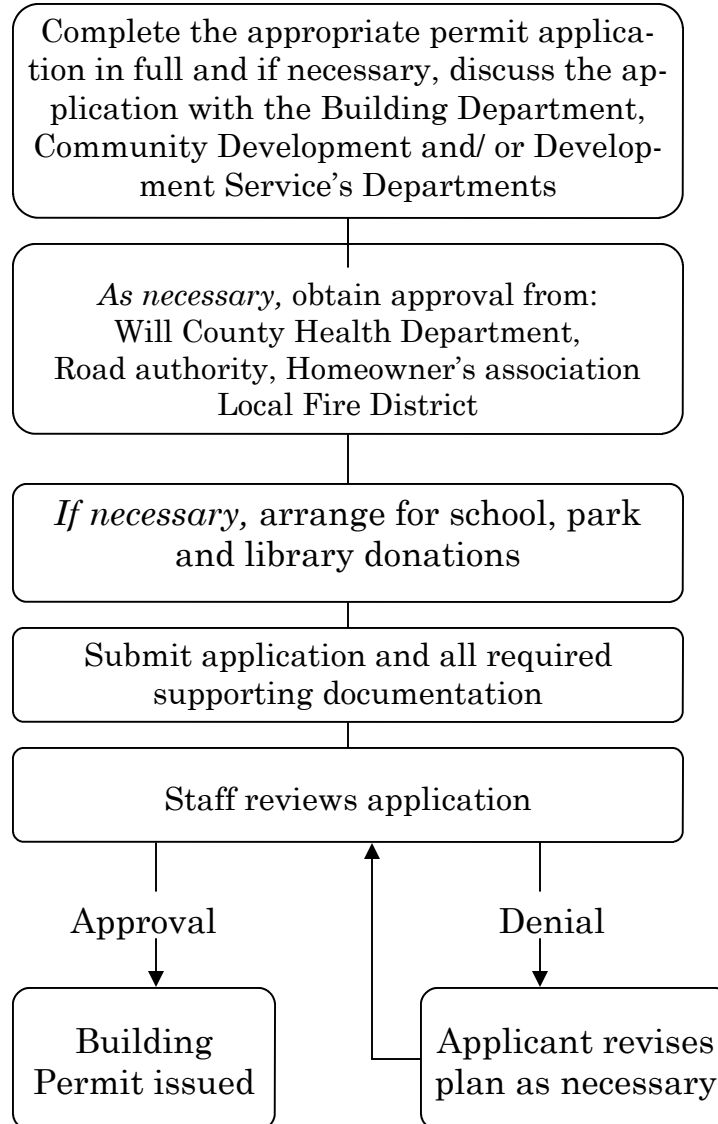 Complete the appropriate permit applica-
tion in full and if necessary, discuss the ap-
plication with the Building Department,
Community Development and/ or Develop-
ment Service’s Departments
As necessary, obtain approval from:
Will County Health Department,
Road authority, Homeowner’s association
Local Fire District
If necessary, arrange for school, park
and library donations
Submit application and all required
supporting documentation
Staff reviews application
Approval
Denial
Building
Permit issued
Applicant revises
plan as necessary